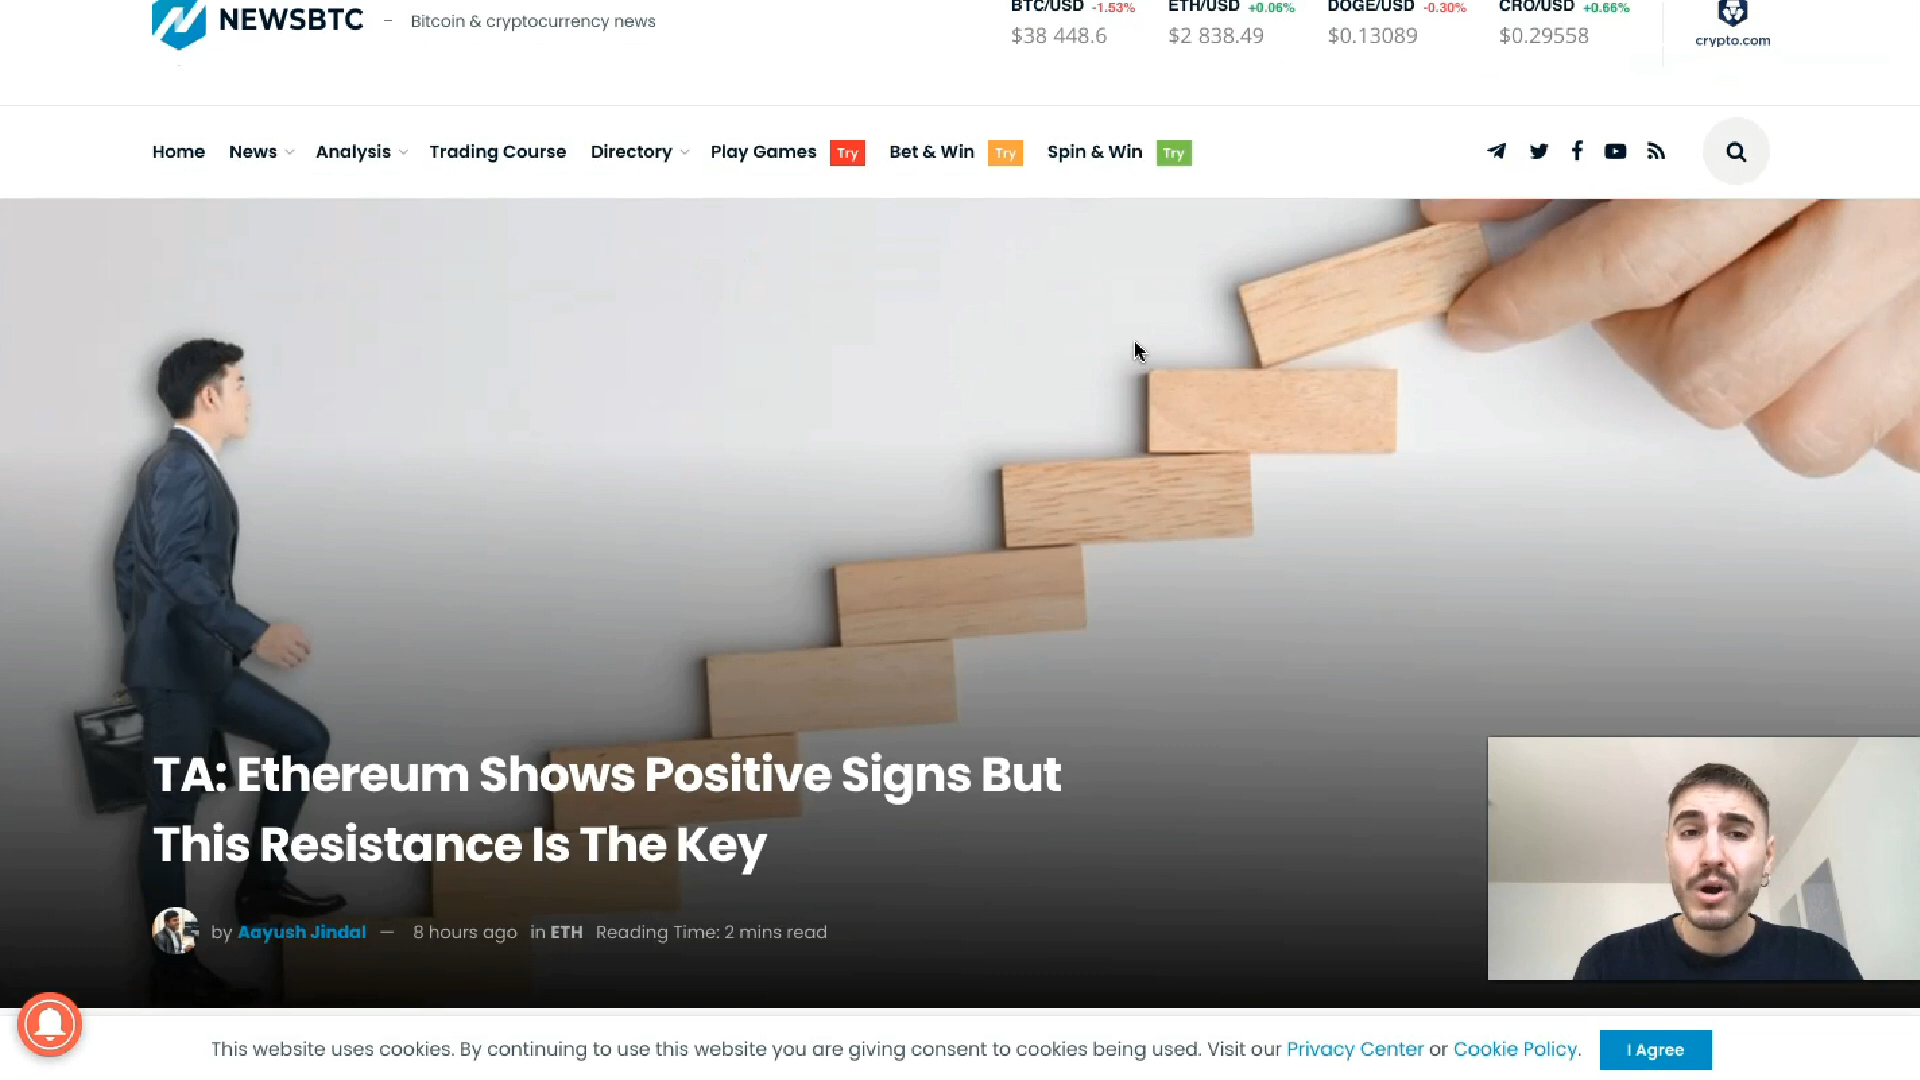 NEWSBTC – Bitcoin & cryptocurrency news
BTC/USD -1.53% ETH/USD +0.06% DOGE/USD -0.30% CRO/USD +0.66%
$38 448.6 $2 838.49 $0.13089 $0.29558 crypto.com
Home News Analysis Trading Course Directory Play Games Try Bet & Win Try Spin & Win Try
TA: Ethereum Shows Positive Signs But
This Resistance Is The Key
by Aayush Jindal — 8 hours ago in ETH Reading Time: 2 mins read
This website uses cookies. By continuing to use this website you are giving consent to cookies being used. Visit our Privacy Center or Cookie Policy. I Agree